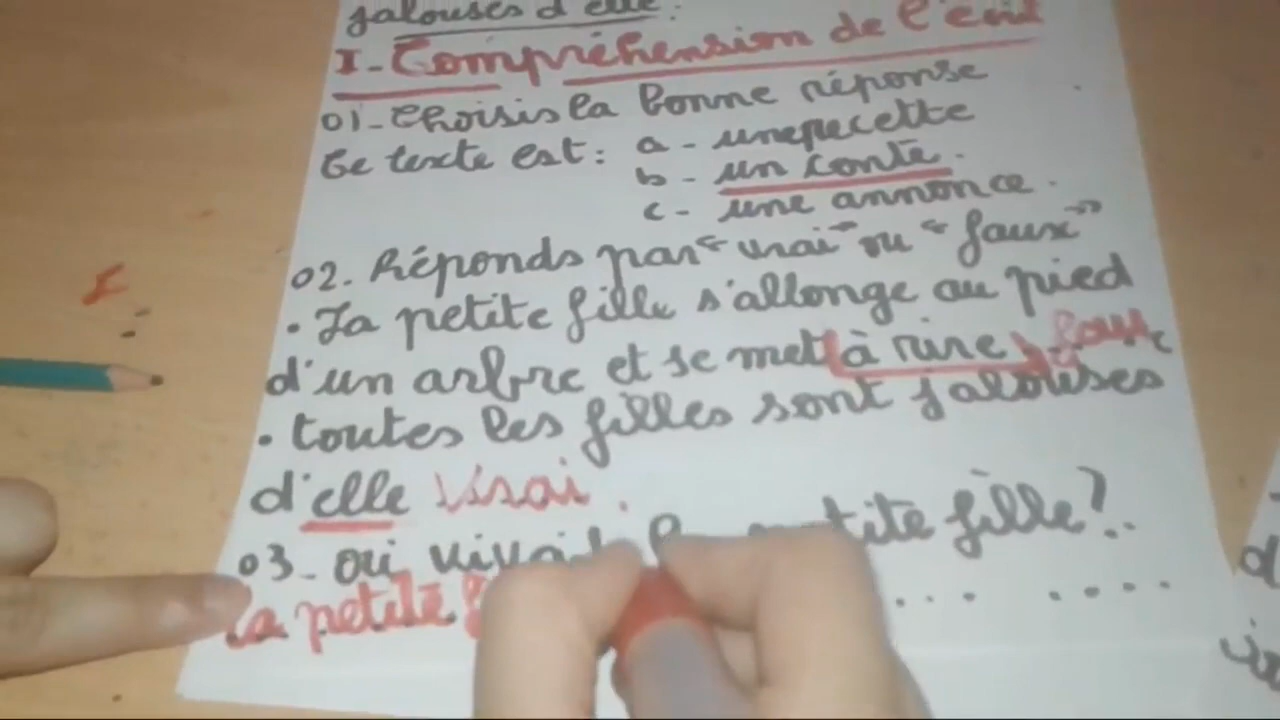 jalouses d'elle.
I - Compréhension de l'écrit
01 - Choisis la bonne réponse
Le texte est : a - une recette
b - un conte.
c - une annonce.
02. Réponds par "vrai" ou "faux"
• La petite fille s'allonge au pied
d'un arbre et se met à rire faux
• toutes les filles sont jalouses
d'elle vrai.
03 - où vivait la petite fille ?
la petite